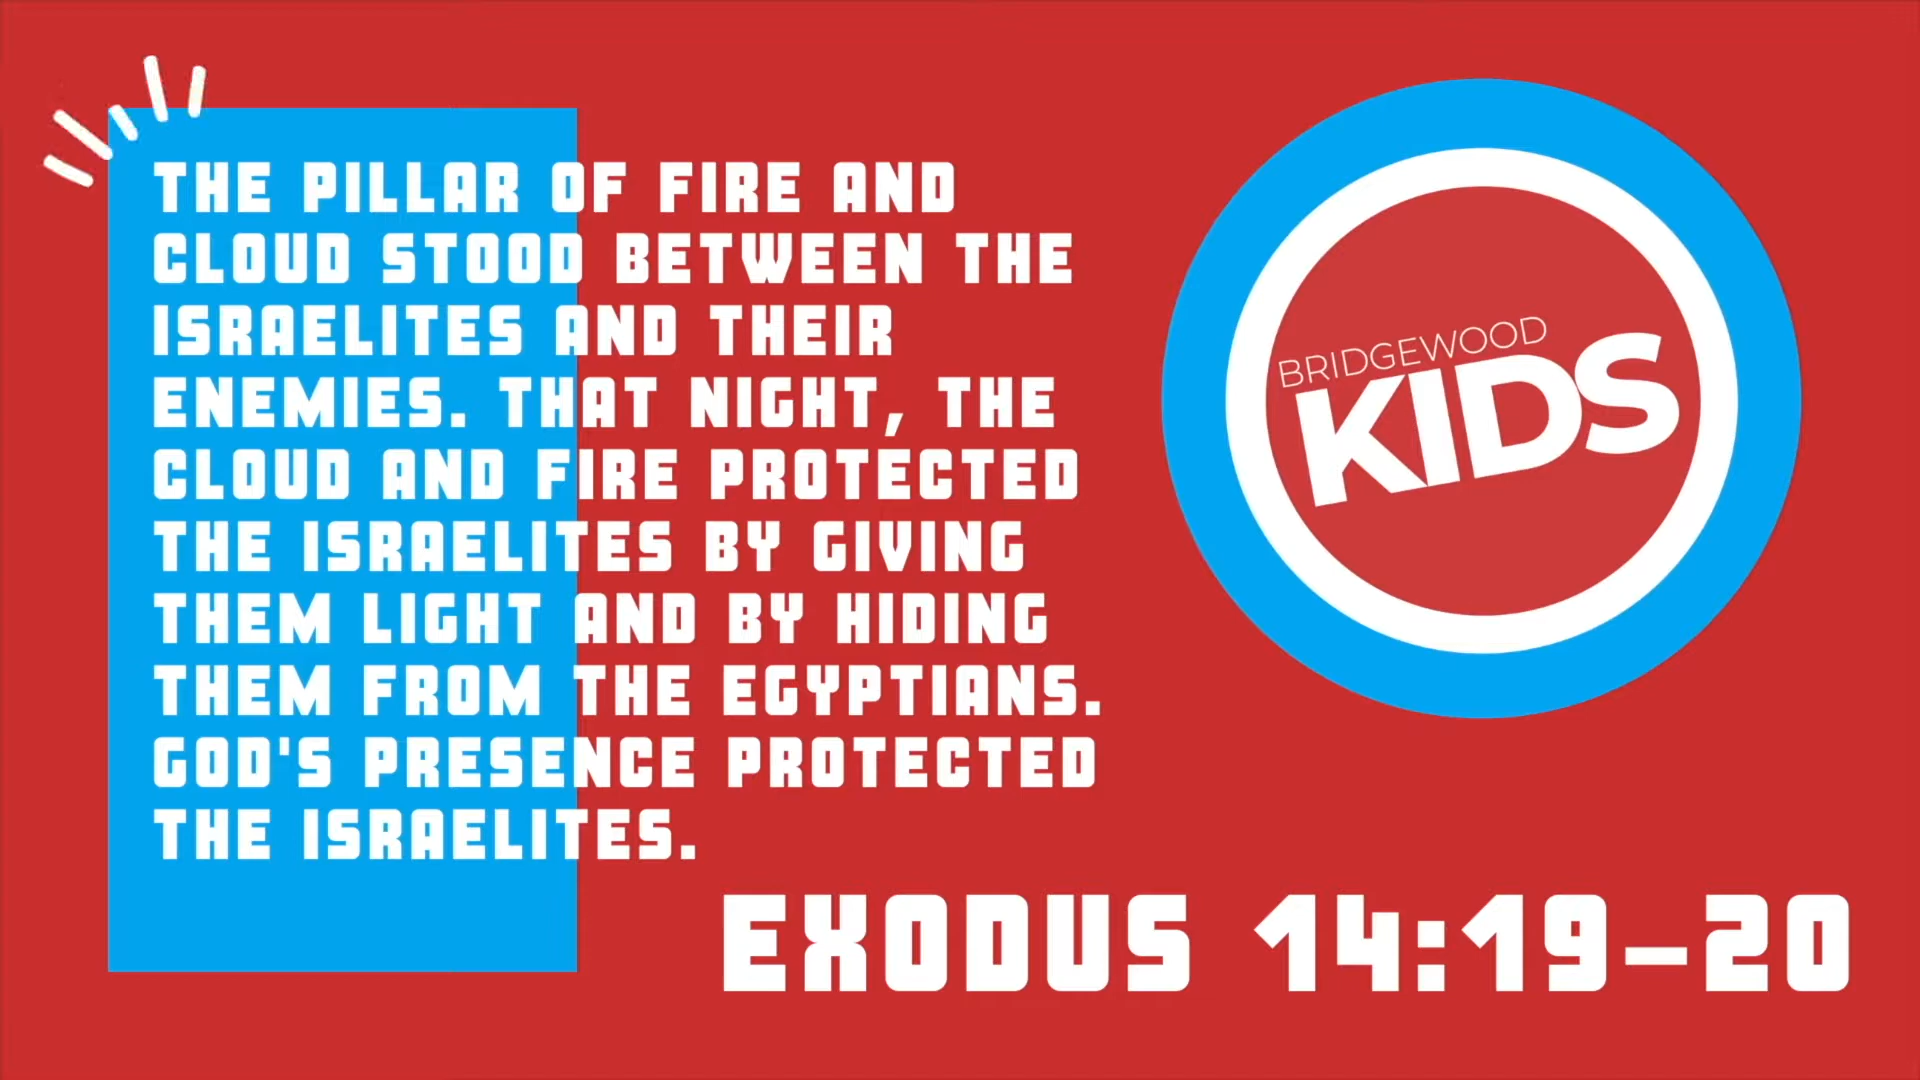 THE PILLAR OF FIRE AND
CLOUD STOOD BETWEEN THE
ISRAELITES AND THEIR
ENEMIES. THAT NIGHT, THE
CLOUD AND FIRE PROTECTED
THE ISRAELITES BY GIVING
THEM LIGHT AND BY HIDING
THEM FROM THE EGYPTIANS.
GOD'S PRESENCE PROTECTED
THE ISRAELITES.
EXODUS 14:19-20
BRIDGEWOOD
KIDS